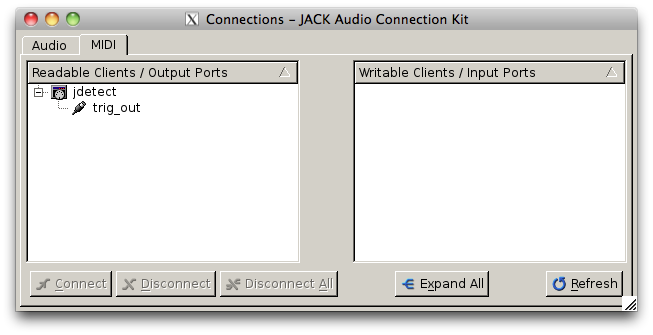 Connections – JACK Audio Connection Kit
Audio MIDI
Readable Clients / Output Ports Writable Clients / Input Ports
jdetect
trig_out
Connect Disconnect Disconnect All Expand All Refresh